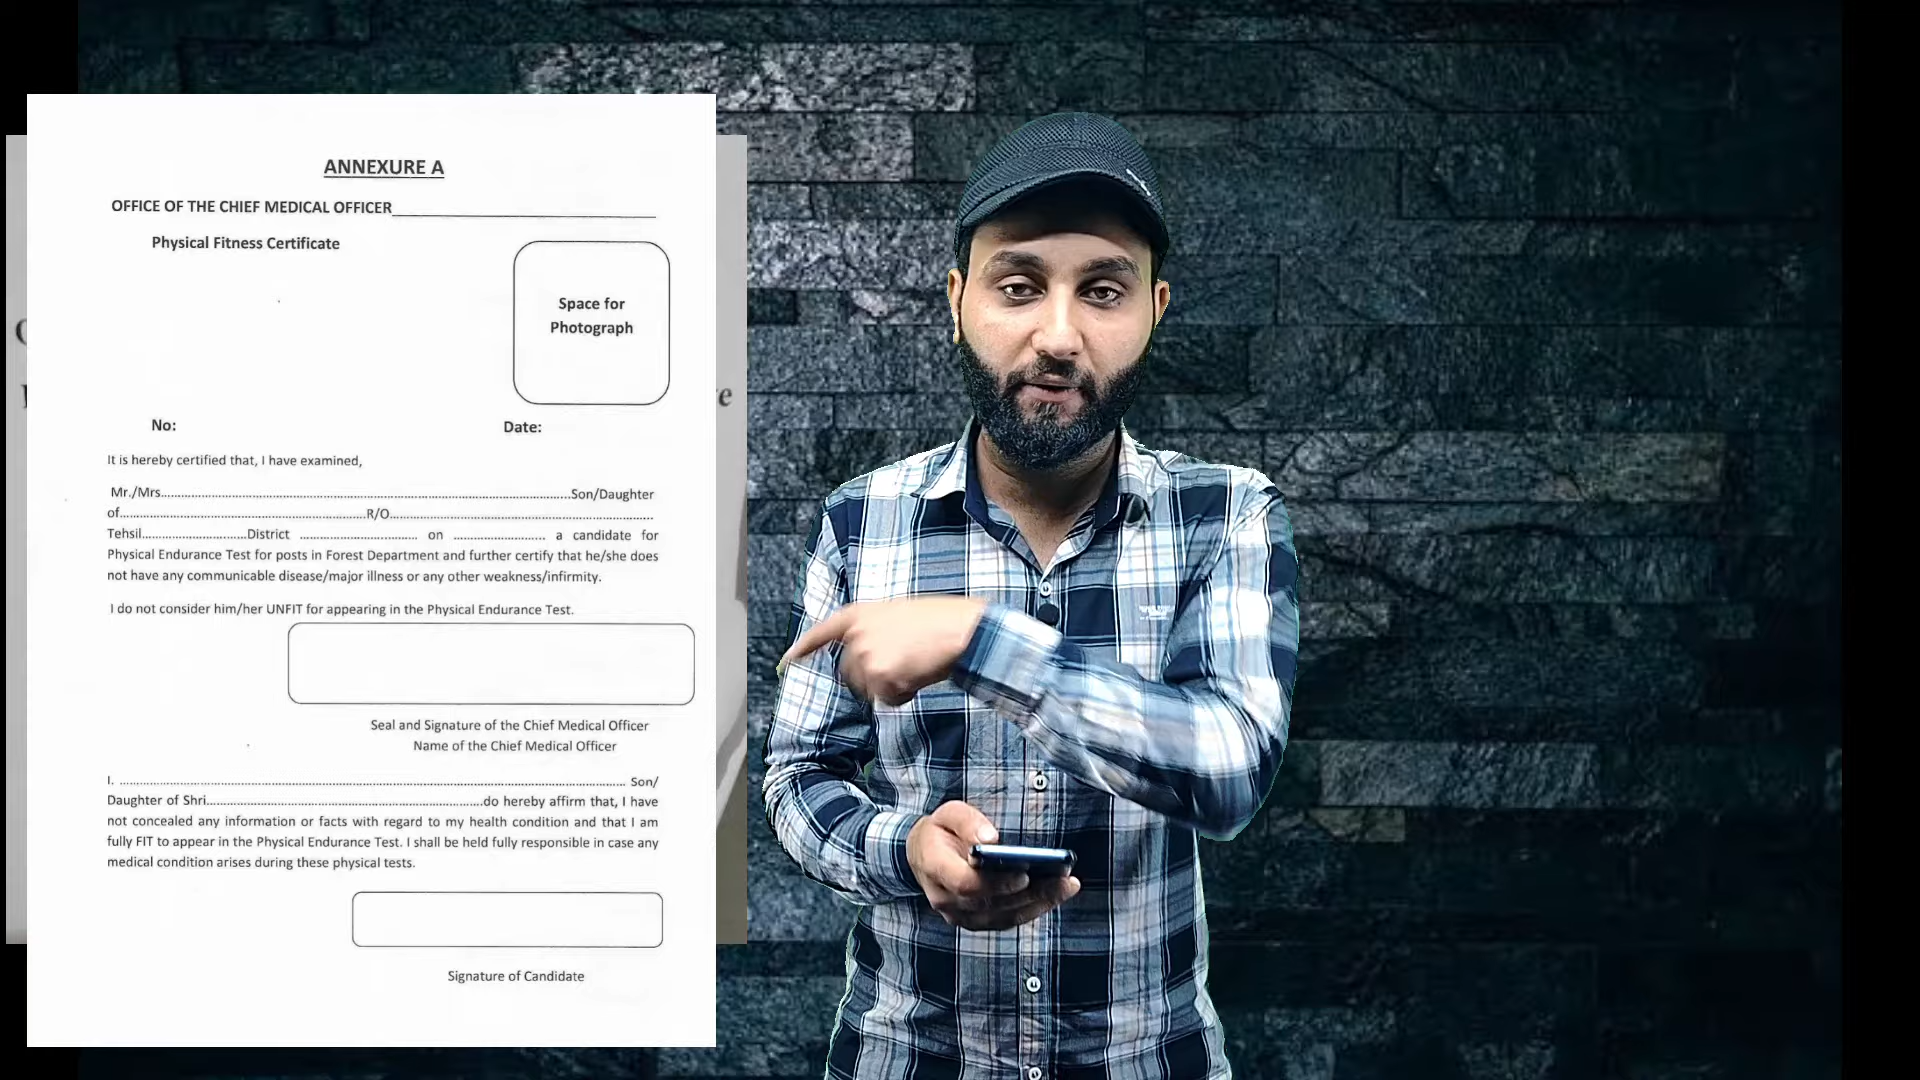 ANNEXURE A
OFFICE OF THE CHIEF MEDICAL OFFICER
Physical Fitness Certificate
Space for
Photograph
No:
Date:
It is hereby certified that, I have examined,
Mr./Mrs.......................................................................................................Son/Daughter
of..............................................................R/O..................................................................
Tehsil..........................District .............................. on ....................... a candidate for
Physical Endurance Test for posts in Forest Department and further certify that he/she does
not have any communicable disease/major illness or any other weakness/infirmity.
I do not consider him/her UNFIT for appearing in the Physical Endurance Test.
Seal and Signature of the Chief Medical Officer
Name of the Chief Medical Officer
I. ............................................................................................................................... Son/
Daughter of Shri......................................................................do hereby affirm that, I have
not concealed any information or facts with regard to my health condition and that I am
fully FIT to appear in the Physical Endurance Test. I shall be held fully responsible in case any
medical condition arises during these physical tests.
Signature of Candidate